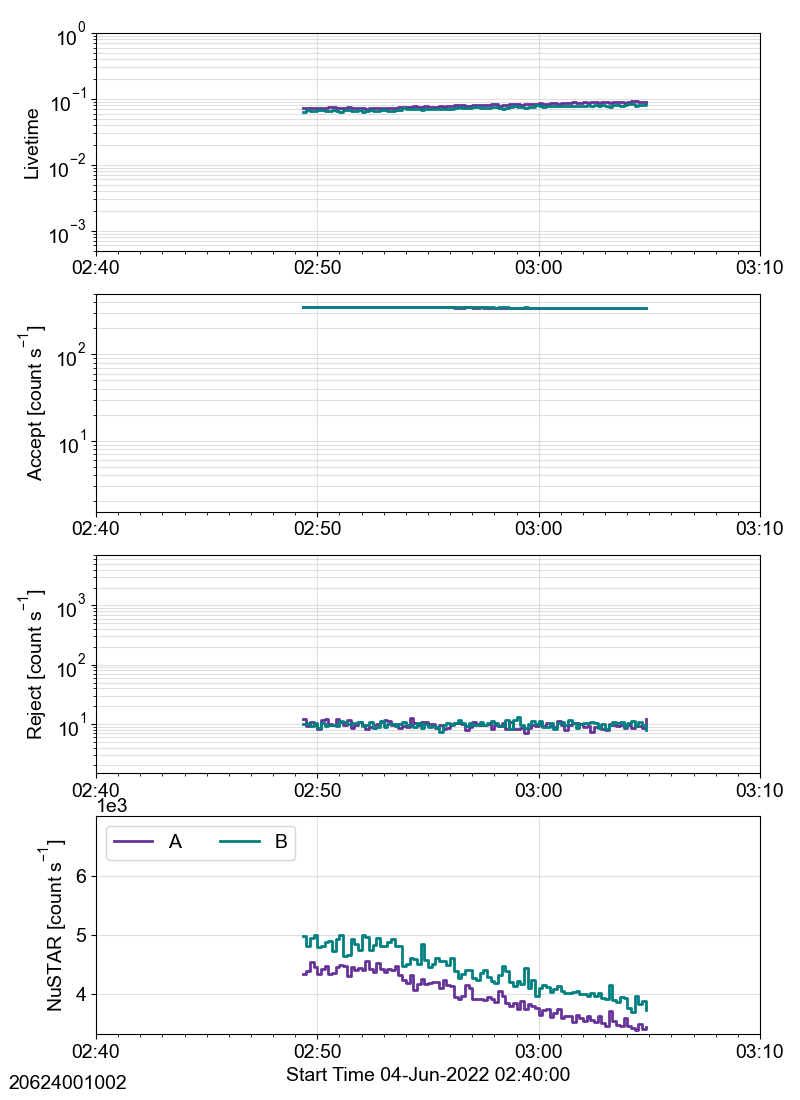 10^0
10^−1
10^−2
10^−3
Livetime
02:40 02:50 03:00 03:10
10^2
10^1
Accept [count s^−1]
02:40 02:50 03:00 03:10
10^3
10^2
10^1
Reject [count s^−1]
02:40 02:50 03:00 03:10
1e3
A B
6
5
4
NuSTAR [count s^−1]
02:40 02:50 03:00 03:10
Start Time 04-Jun-2022 02:40:00
20624001002